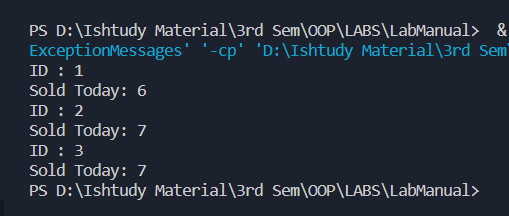 PS D:\Ishtudy Material\3rd Sem\OOP\LABS\LabManual>  &
ExceptionMessages' '-cp' 'D:\Ishtudy Material\3rd Sem\
ID : 1
Sold Today: 6
ID : 2
Sold Today: 7
ID : 3
Sold Today: 7
PS D:\Ishtudy Material\3rd Sem\OOP\LABS\LabManual>